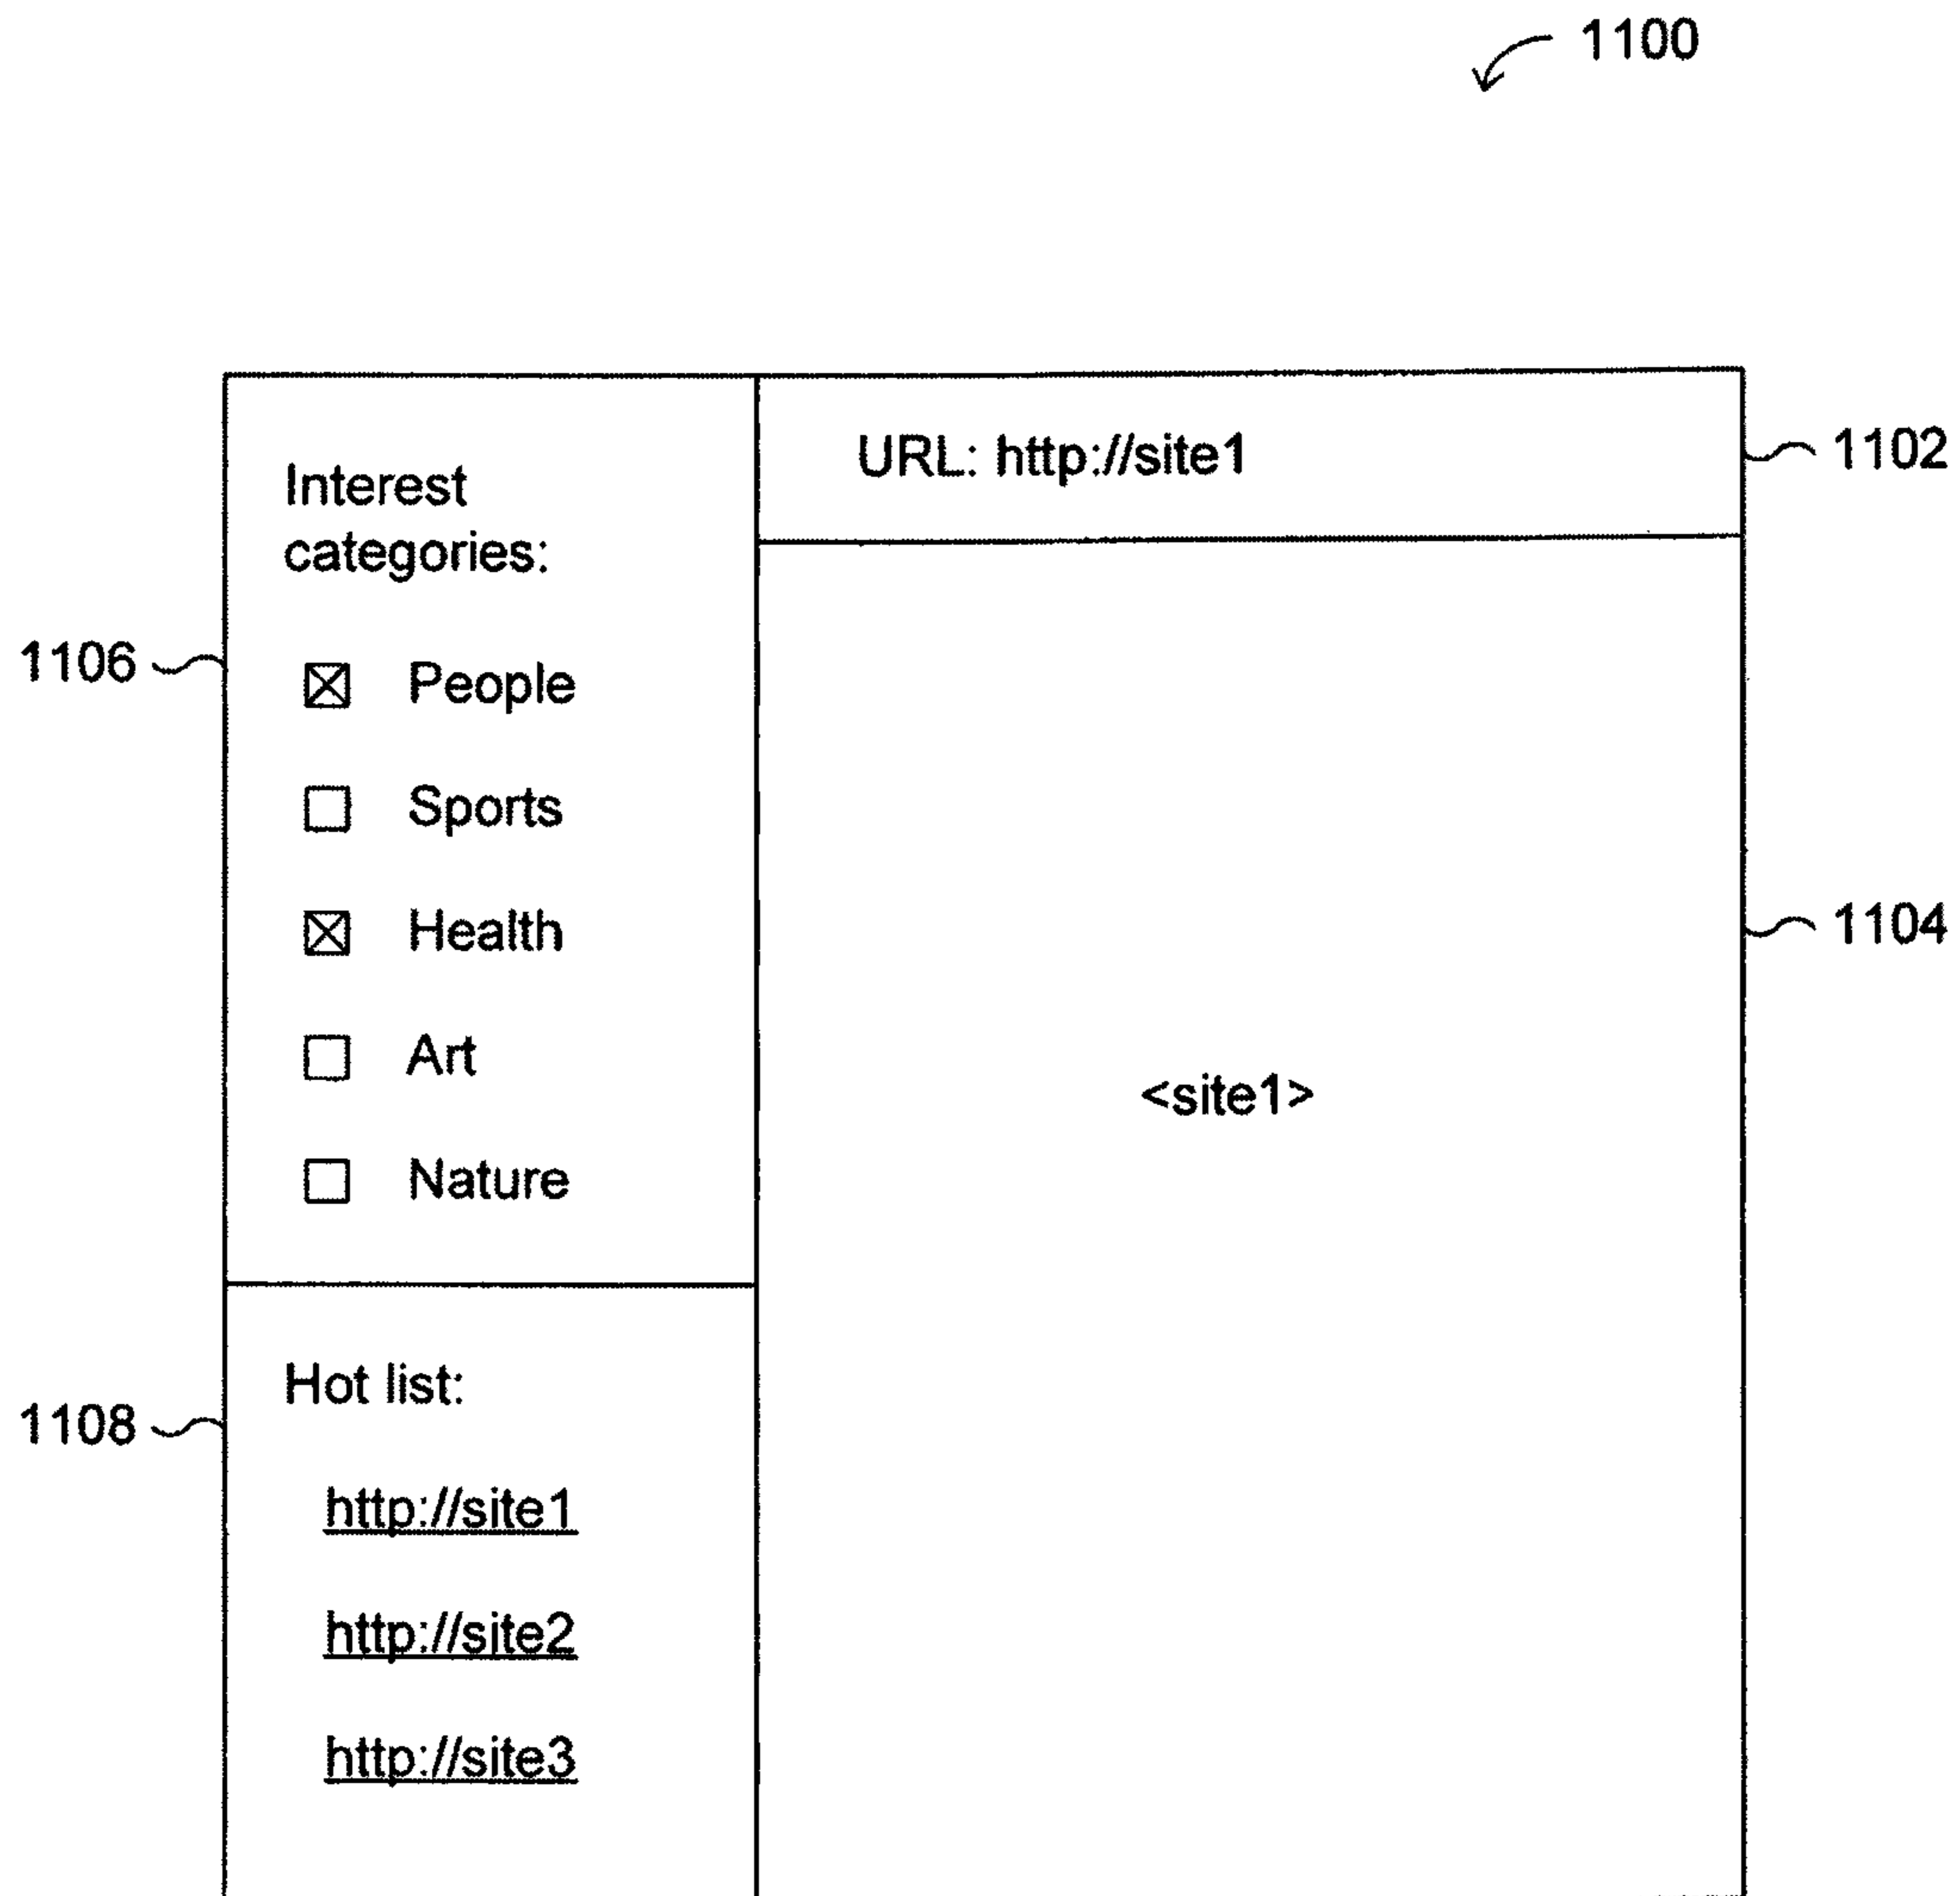 1100
Interest
categories:
1106
People
Sports
Health
Art
Nature
Hot list:
1108
http://site1
http://site2
http://site3
URL: http://site1
1102
1104
<site1>